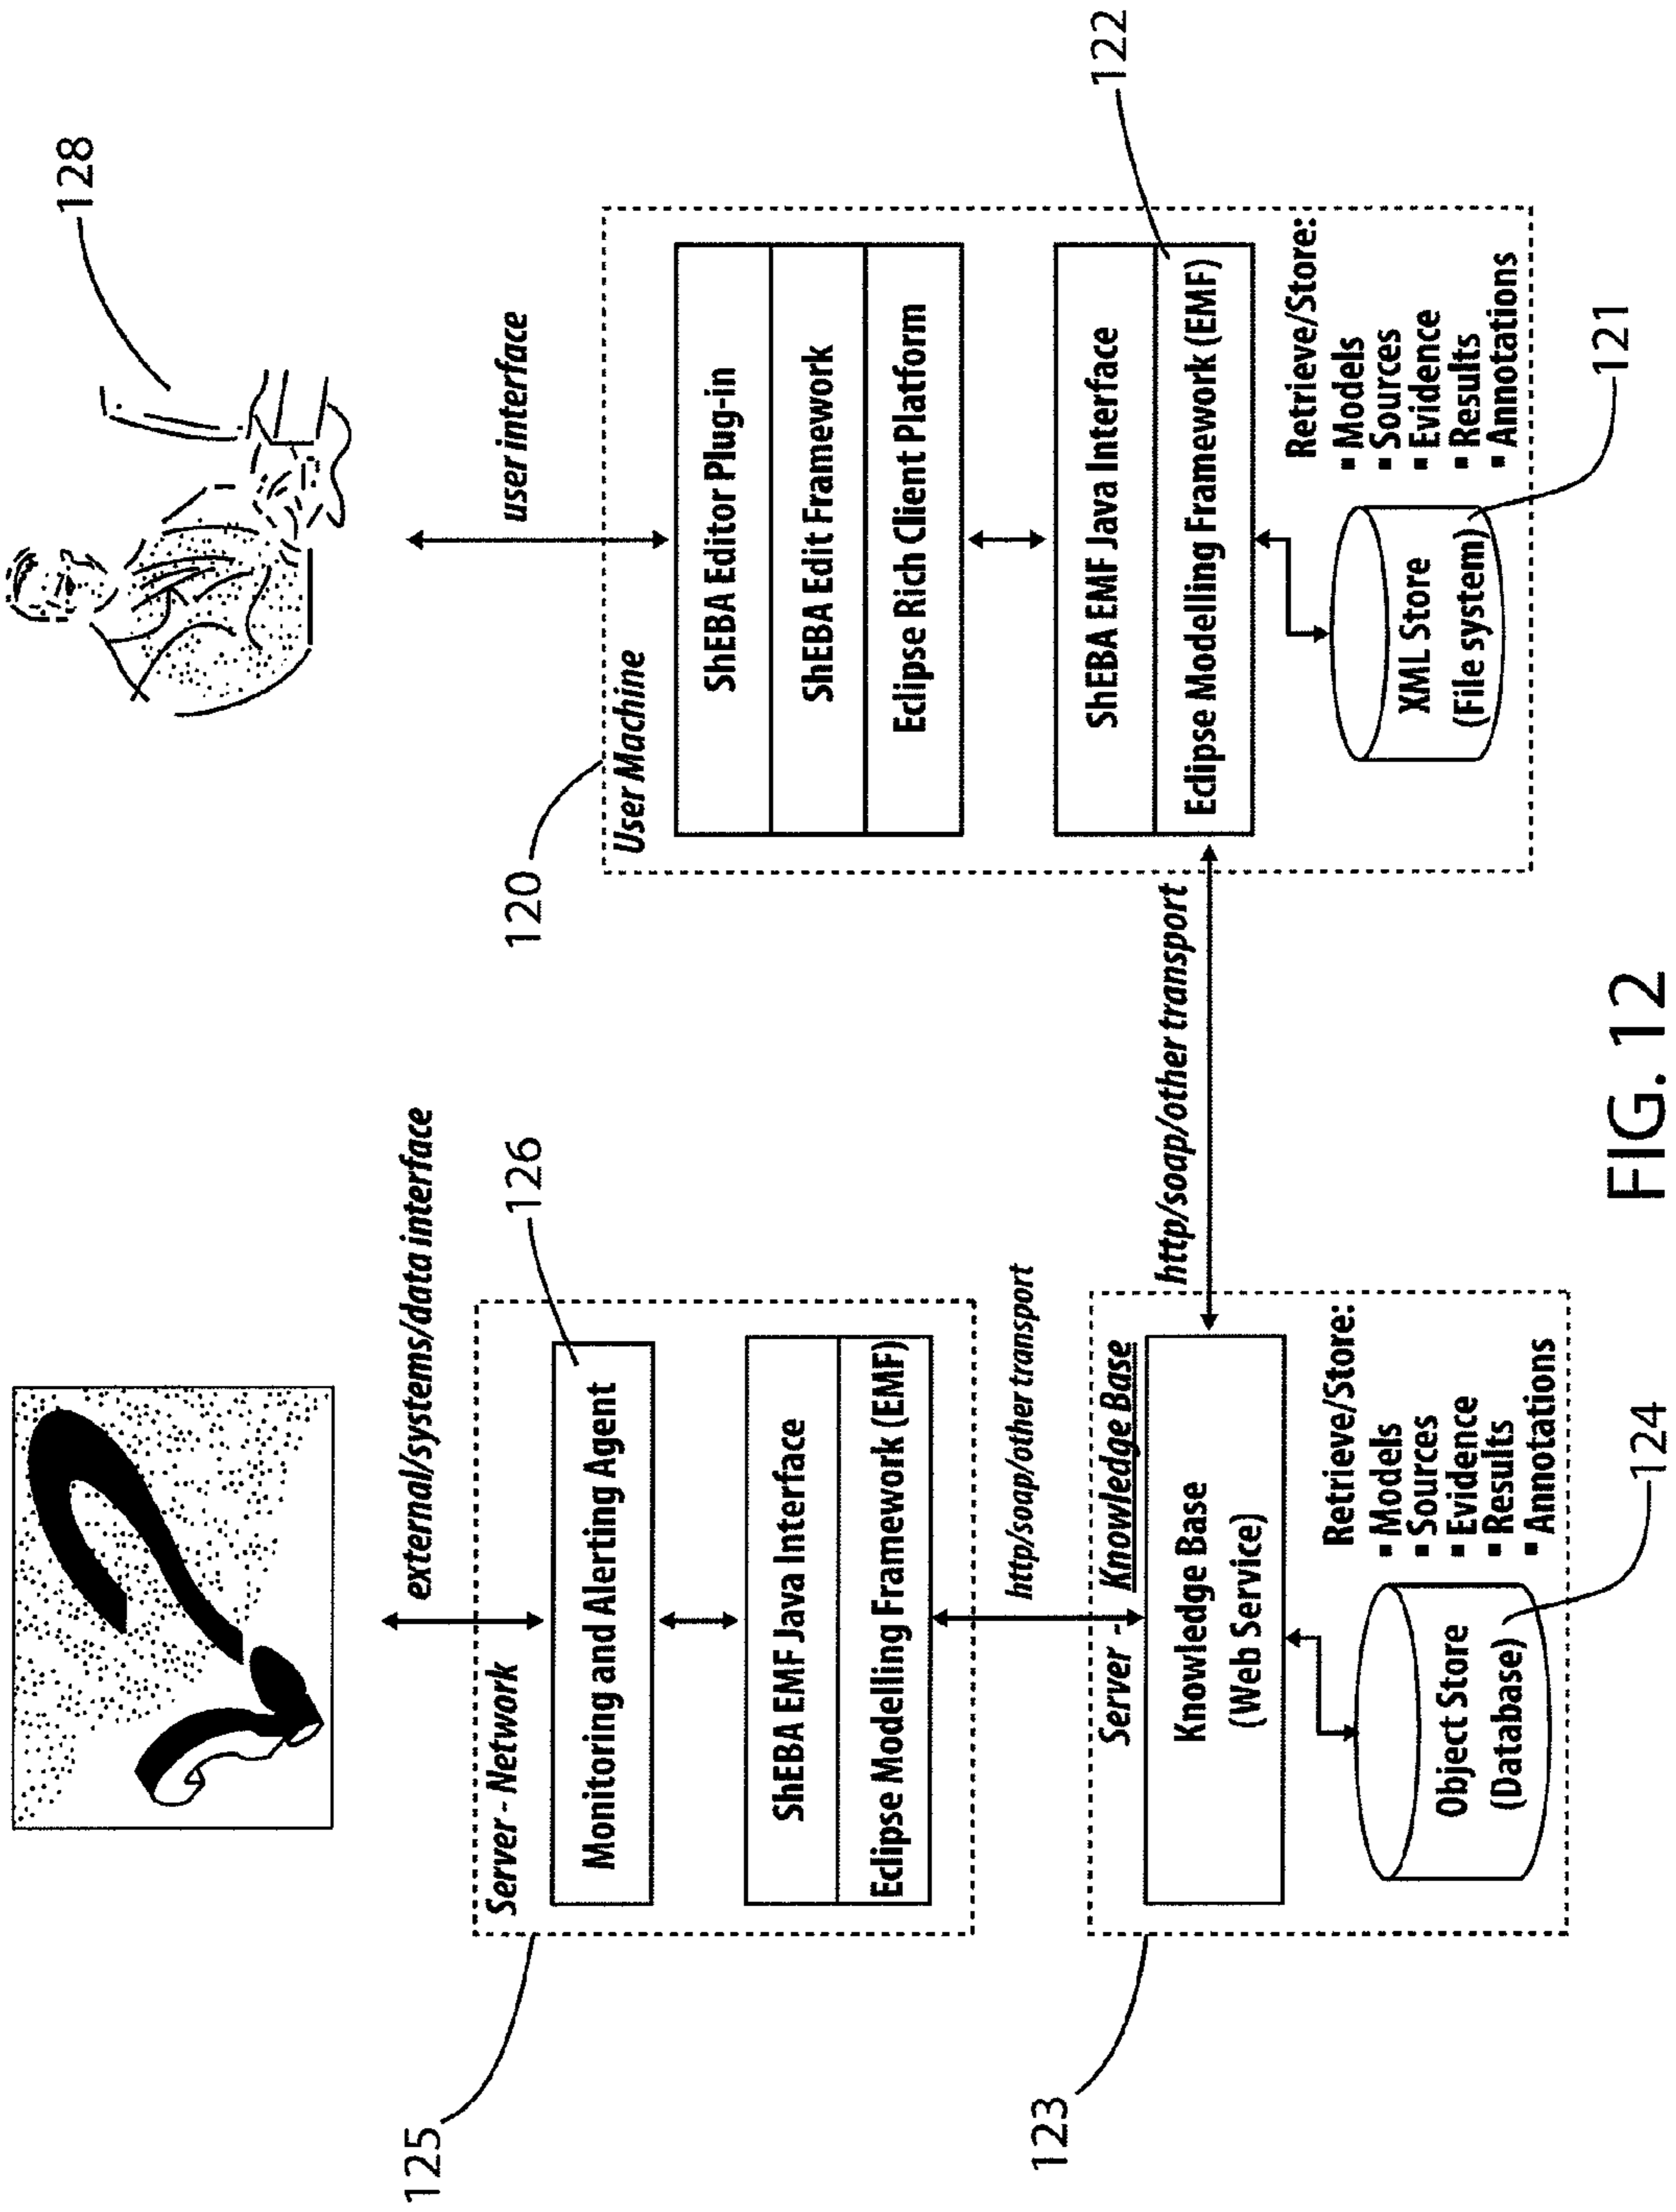 128
external/systems/data interface
user interface
125
Server - Network
126
Monitoring and Alerting Agent
ShEBA EMF Java Interface
Eclipse Modelling Framework (EMF)
http/soap/other transport
120
User Machine
ShEBA Editor Plug-in
ShEBA Edit Framework
Eclipse Rich Client Platform
122
ShEBA EMF Java Interface
Eclipse Modelling Framework (EMF)
http/soap/other transport
123
Server - Knowledge Base
Knowledge Base
(Web Service)
Object Store
(Database)
Retrieve/Store:
▪ Models
▪ Sources
▪ Evidence
▪ Results
▪ Annotations
124
XML Store
(File system)
Retrieve/Store:
▪ Models
▪ Sources
▪ Evidence
▪ Results
▪ Annotations
121
FIG. 12